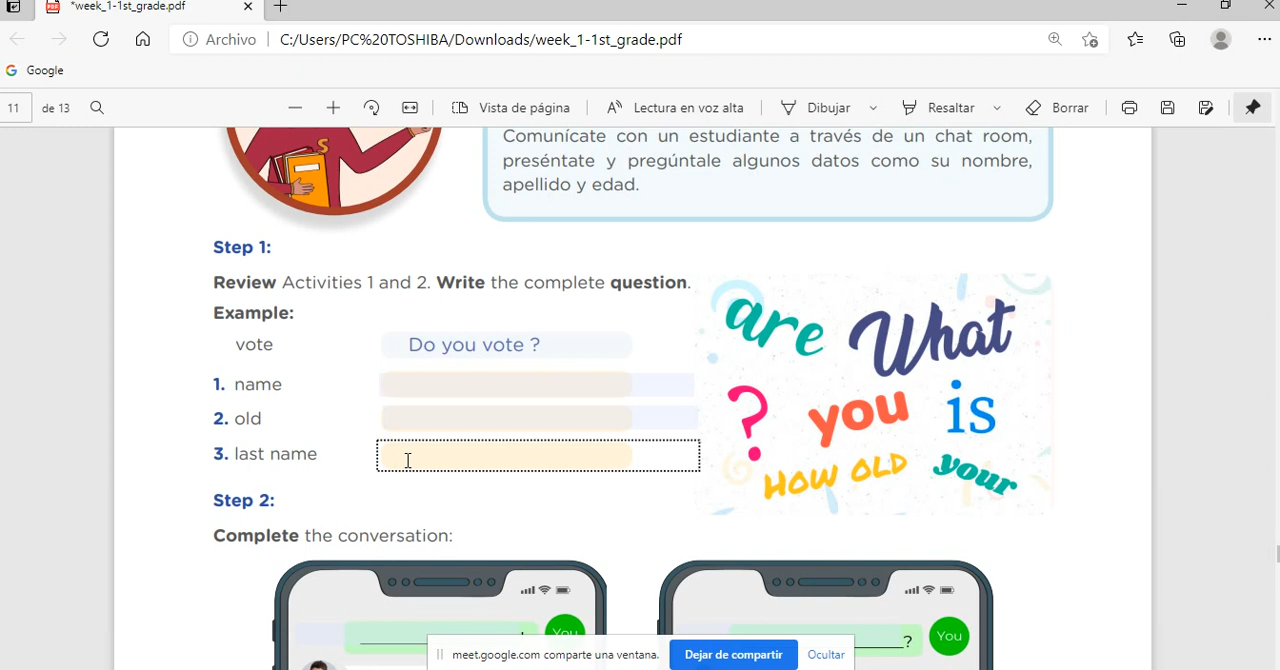 *week_1-1st_grade.pdf
Archivo | C:/Users/PC%20TOSHIBA/Downloads/week_1-1st_grade.pdf
Google
11 de 13 Vista de página Lectura en voz alta Dibujar Resaltar Borrar
S
Comunícate con un estudiante a través de un chat room,
preséntate y pregúntale algunos datos como su nombre,
apellido y edad.
Step 1:
Review Activities 1 and 2. Write the complete question.
Example:
vote Do you vote ?
1. name
2. old
3. last name
are What
? you is
HOW OLD your
Step 2:
Complete the conversation:
You
? You
meet.google.com comparte una ventana. Dejar de compartir Ocultar